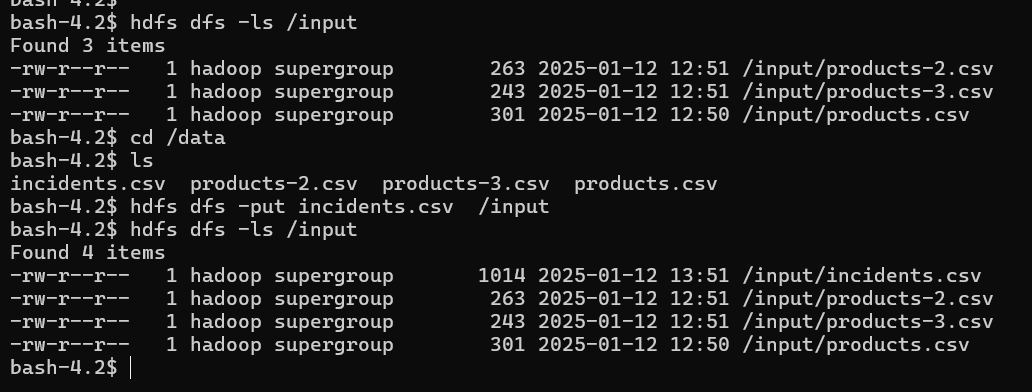 bash-4.2$
bash-4.2$ hdfs dfs -ls /input
Found 3 items
-rw-r--r--   1 hadoop supergroup        263 2025-01-12 12:51 /input/products-2.csv
-rw-r--r--   1 hadoop supergroup        243 2025-01-12 12:51 /input/products-3.csv
-rw-r--r--   1 hadoop supergroup        301 2025-01-12 12:50 /input/products.csv
bash-4.2$ cd /data
bash-4.2$ ls
incidents.csv  products-2.csv  products-3.csv  products.csv
bash-4.2$ hdfs dfs -put incidents.csv  /input
bash-4.2$ hdfs dfs -ls /input
Found 4 items
-rw-r--r--   1 hadoop supergroup       1014 2025-01-12 13:51 /input/incidents.csv
-rw-r--r--   1 hadoop supergroup        263 2025-01-12 12:51 /input/products-2.csv
-rw-r--r--   1 hadoop supergroup        243 2025-01-12 12:51 /input/products-3.csv
-rw-r--r--   1 hadoop supergroup        301 2025-01-12 12:50 /input/products.csv
bash-4.2$